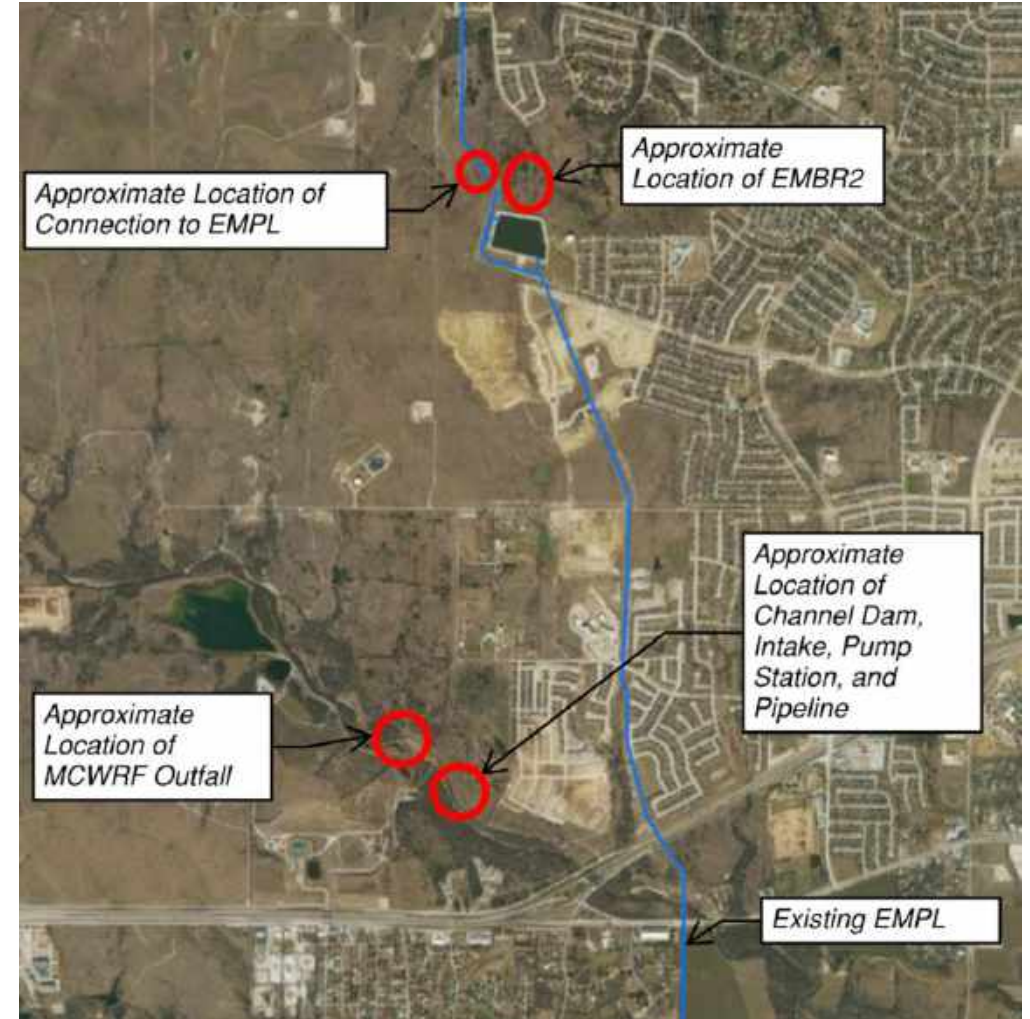 Approximate
Location of EMBR2
Approximate Location of
Connection to EMPL
Approximate
Location of
Channel Dam,
Intake, Pump
Station, and
Pipeline
Approximate
Location of
MCWRF Outfall
Existing EMPL